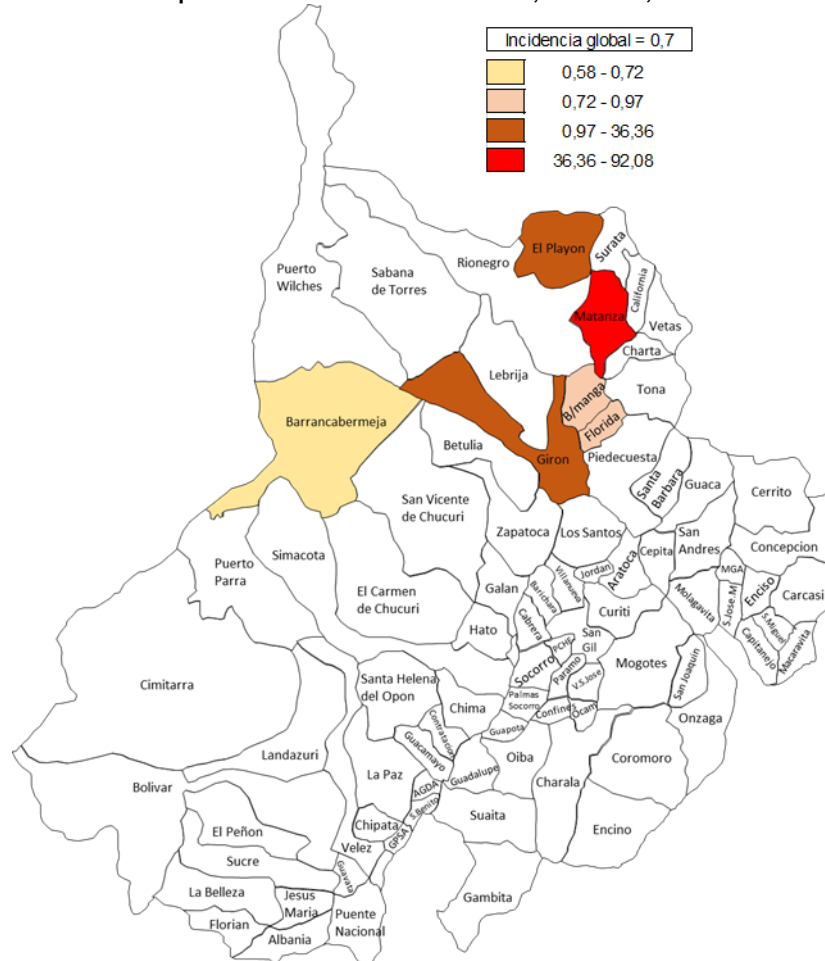 Incidencia global = 0,7
0,58 - 0,72
0,72 - 0,97
0,97 - 36,36
36,36 - 92,08
El Playon
Surata
Rionegro
Puerto
Wilches
Sabana
de Torres
California
Matanza
Vetas
Charta
Lebrija
Tona
B/manga
Barrancabermeja
Florida
Betulia
Giron
Piedecuesta
Santa
Barbara
Guaca
Cerrito
San Vicente
de Chucuri
Zapatoca
Los Santos
San
Andres
Cepita
Concepcion
Simacota
Puerto
Parra
El Carmen
de Chucuri
Galan
Villanueva
Jordan
Aratoca
MGA
Enciso
Carcasi
Barichara
Molagavita
S.Jose.M
S.Miguel
Curiti
Cabrera
Hato
San
Gil
PCHE
Capitanejo
Macaravita
Cimitarra
Santa Helena
del Opon
Socorro
Paramo
Mogotes
San Joaquin
V.S.Jose
Chima
Palmas
Socorro
Confines
Ocam
Onzaga
Contratacion
Guapota
Guacamayo
Landazuri
Oiba
Coromoro
Bolivar
La Paz
Guadalupe
Charala
AGDA
S.Benito
Suaita
Chipata
GPSA
El Peñon
Encino
Velez
Sucre
Guavata
La Belleza
Jesus
Maria
Gambita
Florian
Puente
Nacional
Albania